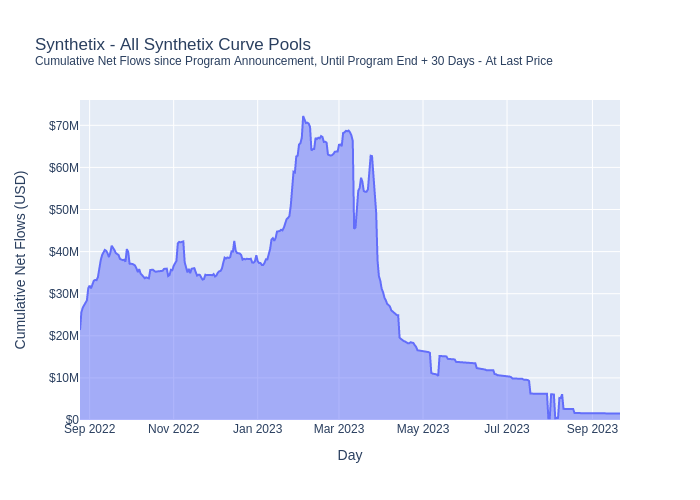 Synthetix - All Synthetix Curve Pools
Cumulative Net Flows since Program Announcement, Until Program End + 30 Days - At Last Price
Cumulative Net Flows (USD)
$70M
$60M
$50M
$40M
$30M
$20M
$10M
$0
Sep 2022 Nov 2022 Jan 2023 Mar 2023 May 2023 Jul 2023 Sep 2023
Day